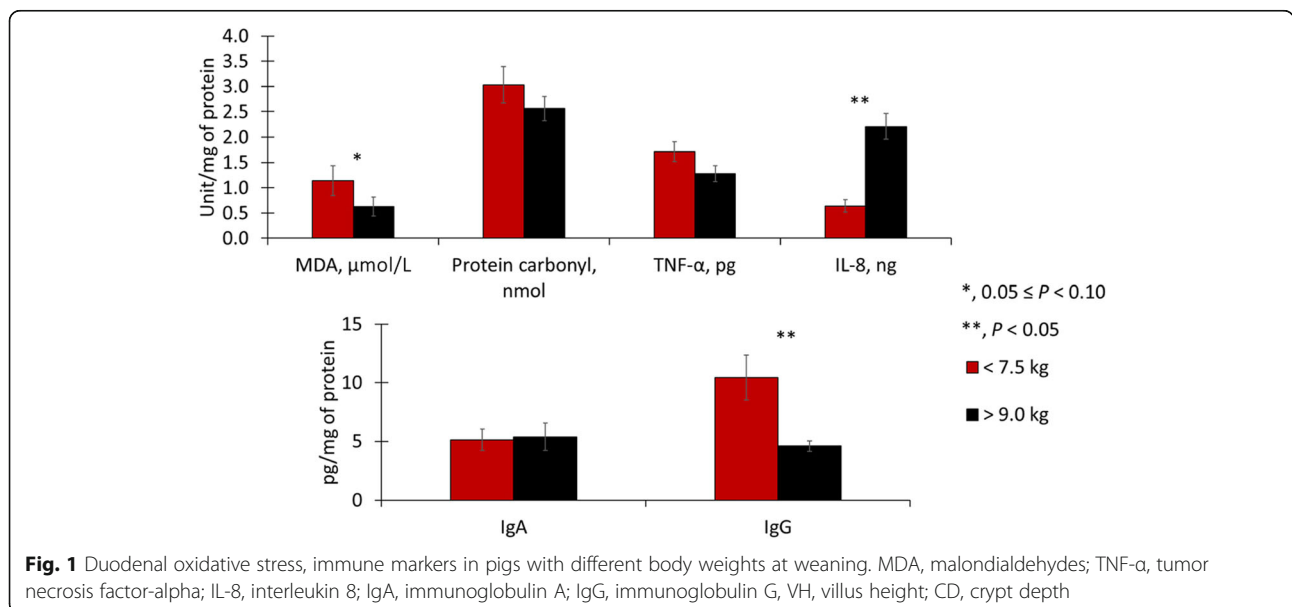 4.0
3.5
3.0
2.5
2.0
1.5
1.0
0.5
0.0
Unit/mg of protein
*
**
MDA, μmol/L
Protein carbonyl,
nmol
TNF-α, pg
IL-8, ng
*, 0.05 ≤ P < 0.10
**, P < 0.05
< 7.5 kg
> 9.0 kg
15
10
5
0
pg/mg of protein
**
IgA
IgG
Fig. 1 Duodenal oxidative stress, immune markers in pigs with different body weights at weaning. MDA, malondialdehydes; TNF-α, tumor
necrosis factor-alpha; IL-8, interleukin 8; IgA, immunoglobulin A; IgG, immunoglobulin G, VH, villus height; CD, crypt depth